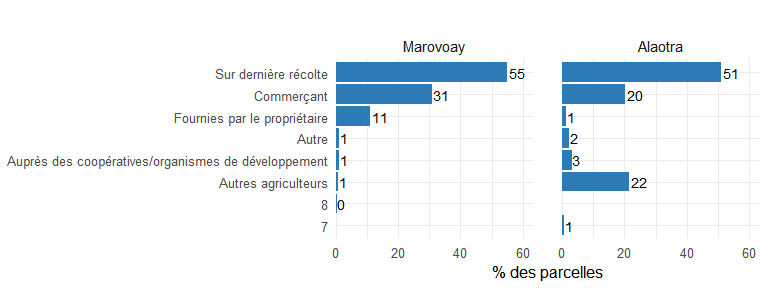 Marovoay Alaotra
Sur dernière récolte 55 51
Commerçant 31 20
Fournies par le propriétaire 11 1
Autre 1 2
Auprès des coopératives/organismes de développement 1 3
Autres agriculteurs 1 22
8 0
7 1
0 20 40 60 0 20 40 60
% des parcelles